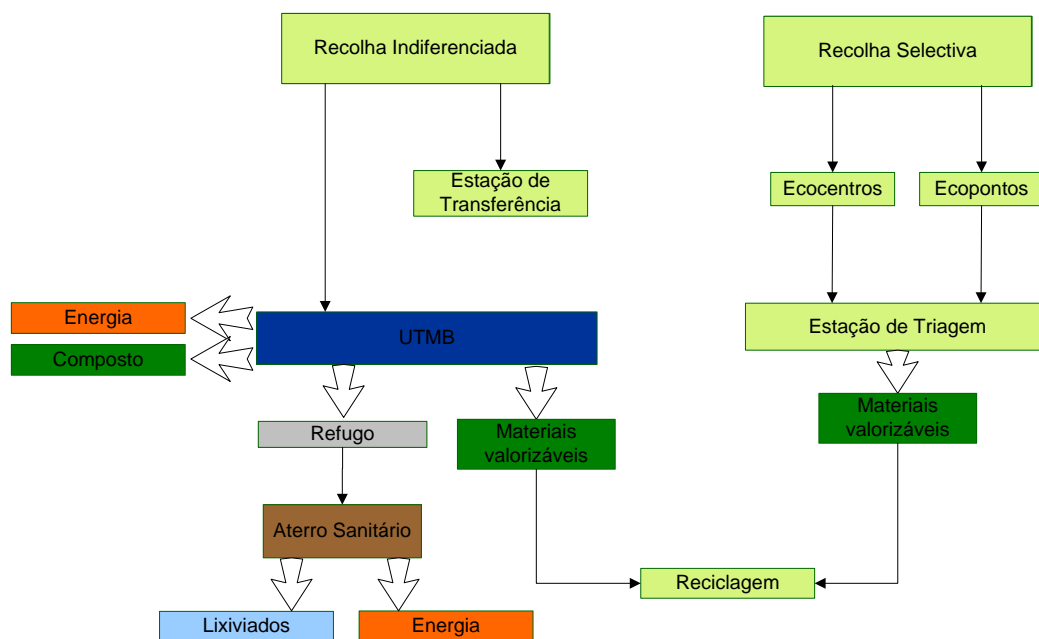 Recolha Indiferenciada
Recolha Selectiva
Estação de
Transferência
Ecocentros
Ecopontos
Energia
Composto
UTMB
Estação de Triagem
Refugo
Materiais
valorizáveis
Materiais
valorizáveis
Aterro Sanitário
Reciclagem
Lixiviados
Energia